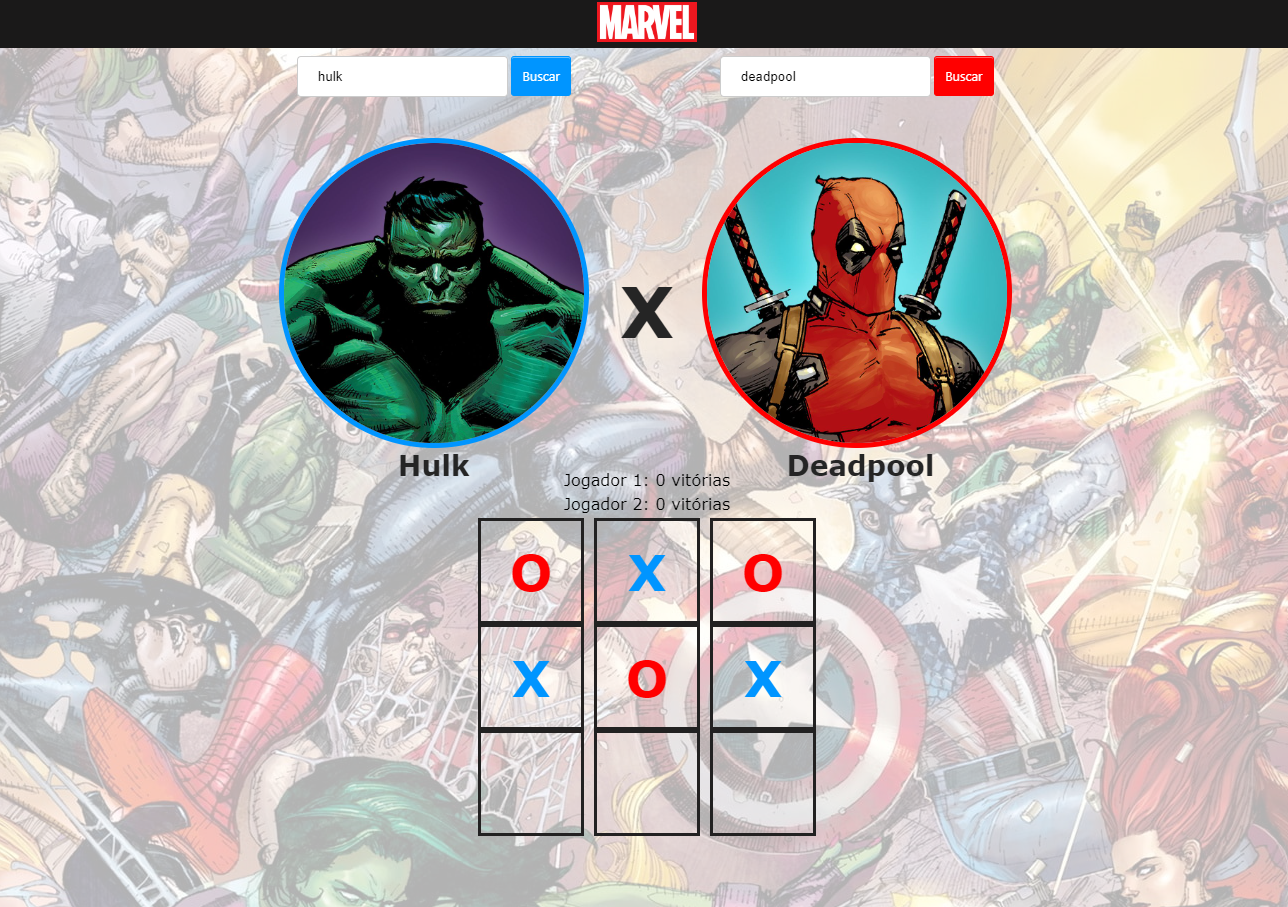 MARVEL
hulk Buscar deadpool Buscar
X
Hulk Deadpool
Jogador 1: 0 vitórias
Jogador 2: 0 vitórias
O X O
X O X